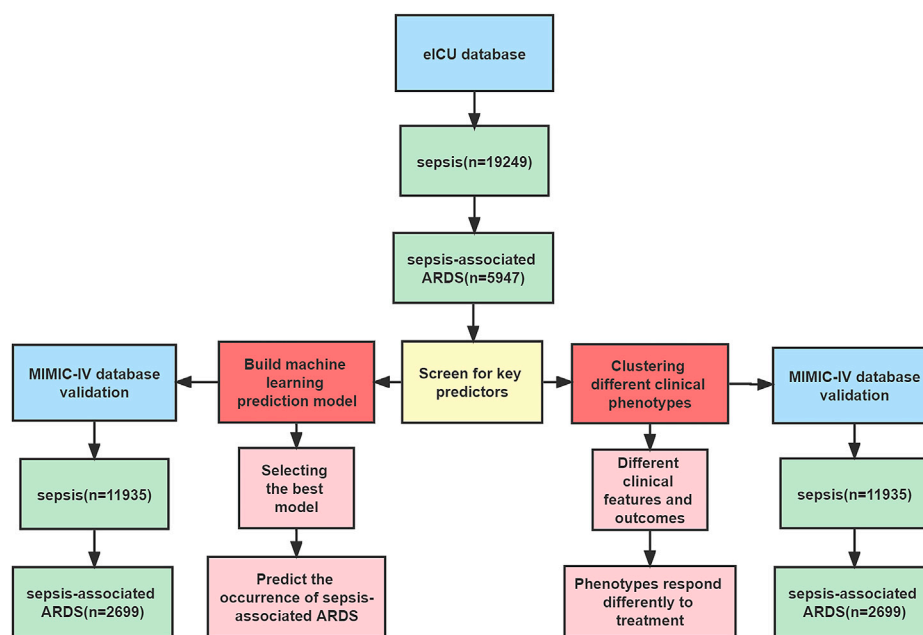 eICU database
sepsis(n=19249)
sepsis-associated
ARDS(n=5947)
MIMIC-IV database
validation
Build machine
learning
prediction model
Screen for key
predictors
Clustering
different clinical
phenotypes
MIMIC-IV database
validation
sepsis(n=11935)
Selecting
the best
model
Different
clinical
features and
outcomes
sepsis(n=11935)
sepsis-associated
ARDS(n=2699)
Predict the
occurrence of sepsis-
associated ARDS
Phenotypes respond
differently to
treatment
sepsis-associated
ARDS(n=2699)